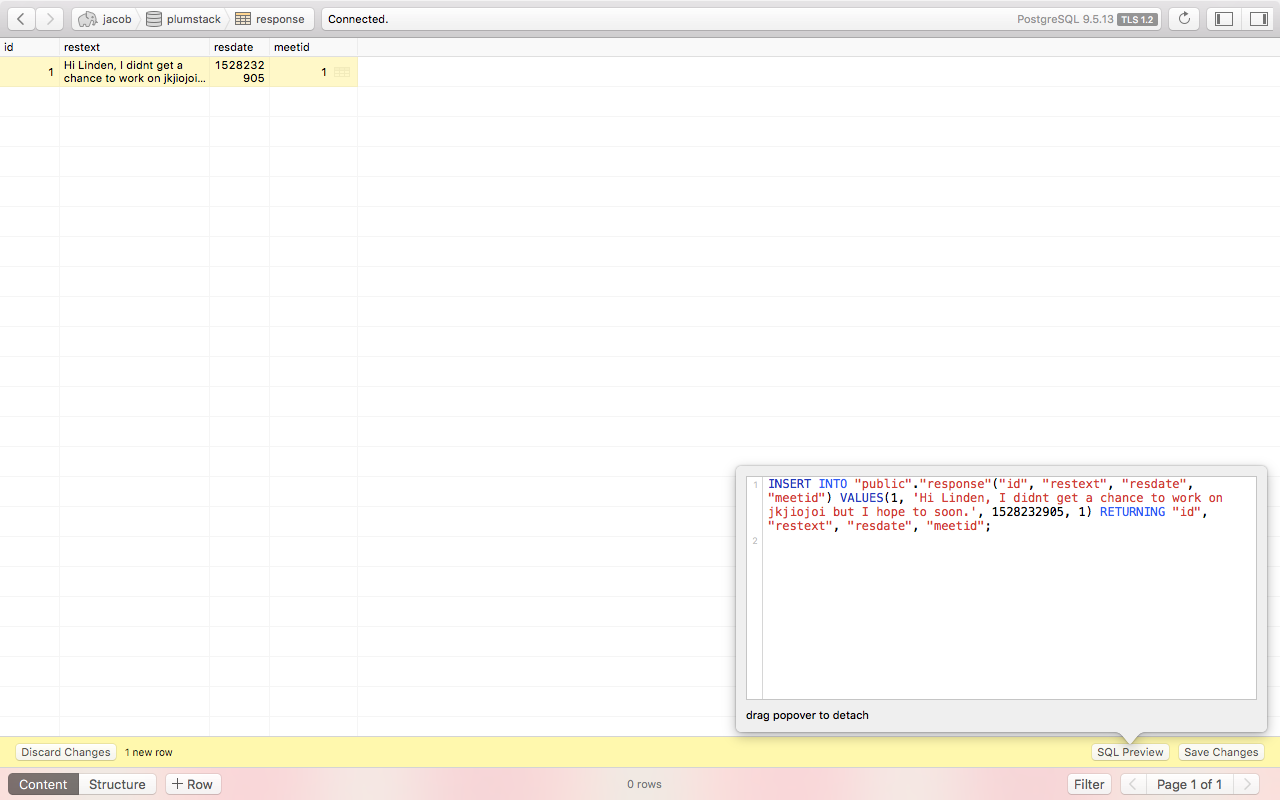 jacob plumstack response Connected. PostgreSQL 9.5.13 TLS 1.2
id restext resdate meetid
1 Hi Linden, I didnt get a chance to work on jkjiojoi... 1528232905 1
1 INSERT INTO "public"."response"("id", "restext", "resdate",
"meetid") VALUES(1, 'Hi Linden, I didnt get a chance to work on
jkjiojoi but I hope to soon.', 1528232905, 1) RETURNING "id",
"restext", "resdate", "meetid";
2
drag popover to detach
Discard Changes 1 new row SQL Preview Save Changes
Content Structure + Row 0 rows Filter Page 1 of 1